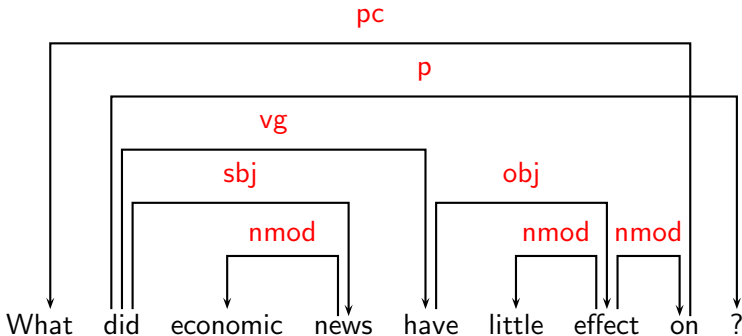 pc
p
vg
sbj obj
nmod nmod nmod
What did economic news have little effect on ?